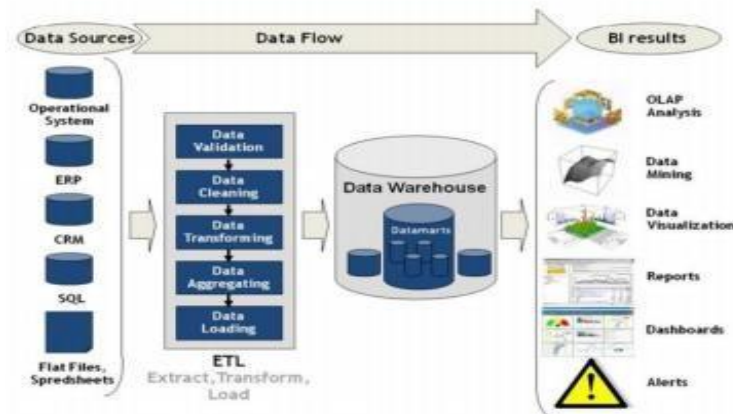 Data Sources
Data Flow
BI results
Operational
System
ERP
CRM
SQL
Flat Files,
Spredsheets
Data
Validation
Data
Cleaning
Data
Transforming
Data
Aggregating
Data
Loading
ETL
Extract,Transform,
Load
Data Warehouse
Datamarts
OLAP
Analysis
Data
Mining
Data
Visualization
Reports
Dashboards
Alerts